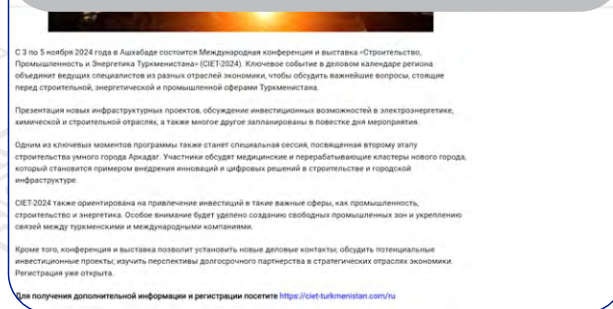 С 3 по 5 ноября 2024 года в Ашхабаде состоится Международная конференция и выставка «Строительство,
Промышленность и Энергетика Туркменистана» (CIET-2024). Ключевое событие в деловом календаре региона
объединит ведущих специалистов из разных отраслей экономики, чтобы обсудить важнейшие вопросы, стоящие
перед строительной, энергетической и промышленной сферами Туркменистана.
Презентация новых инфраструктурных проектов, обсуждение инвестиционных возможностей в электроэнергетике,
химической и строительной отраслях, а также многое другое запланированы в повестке дня мероприятия.
Одним из ключевых моментов программы также станет специальная сессия, посвященная второму этапу
строительства умного города Аркадаг. Участники обсудят медицинские и перерабатывающие кластеры нового города,
который становится примером внедрения инноваций и цифровых решений в строительстве и городской
инфраструктуре.
CIET-2024 также ориентирована на привлечение инвестиций в такие важные сферы, как промышленность,
строительство и энергетика. Особое внимание будет уделено созданию свободных промышленных зон и укреплению
связей между туркменскими и международными компаниями.
Кроме того, конференция и выставка позволит установить новые деловые контакты; обсудить потенциальные
инвестиционные проекты; изучить перспективы долгосрочного партнерства в стратегических отраслях экономики.
Регистрация уже открыта.
Для получения дополнительной информации и регистрации посетите https://ciet-turkmenistan.com/ru